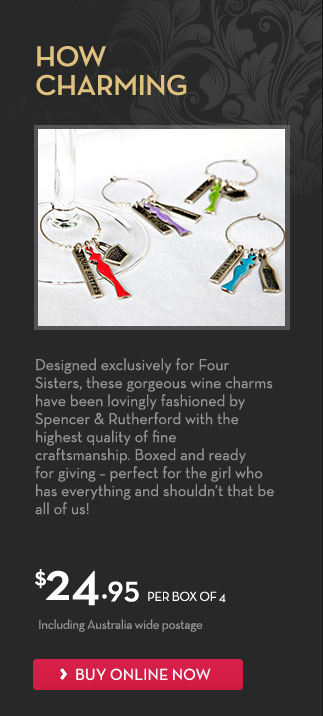 HOW
CHARMING
FOUR SISTERS
Designed exclusively for Four
Sisters, these gorgeous wine charms
have been lovingly fashioned by
Spencer & Rutherford with the
highest quality of fine
craftsmanship. Boxed and ready
for giving – perfect for the girl who
has everything and shouldn't that be
all of us!
$24.95 PER BOX OF 4
Including Australia wide postage
› BUY ONLINE NOW